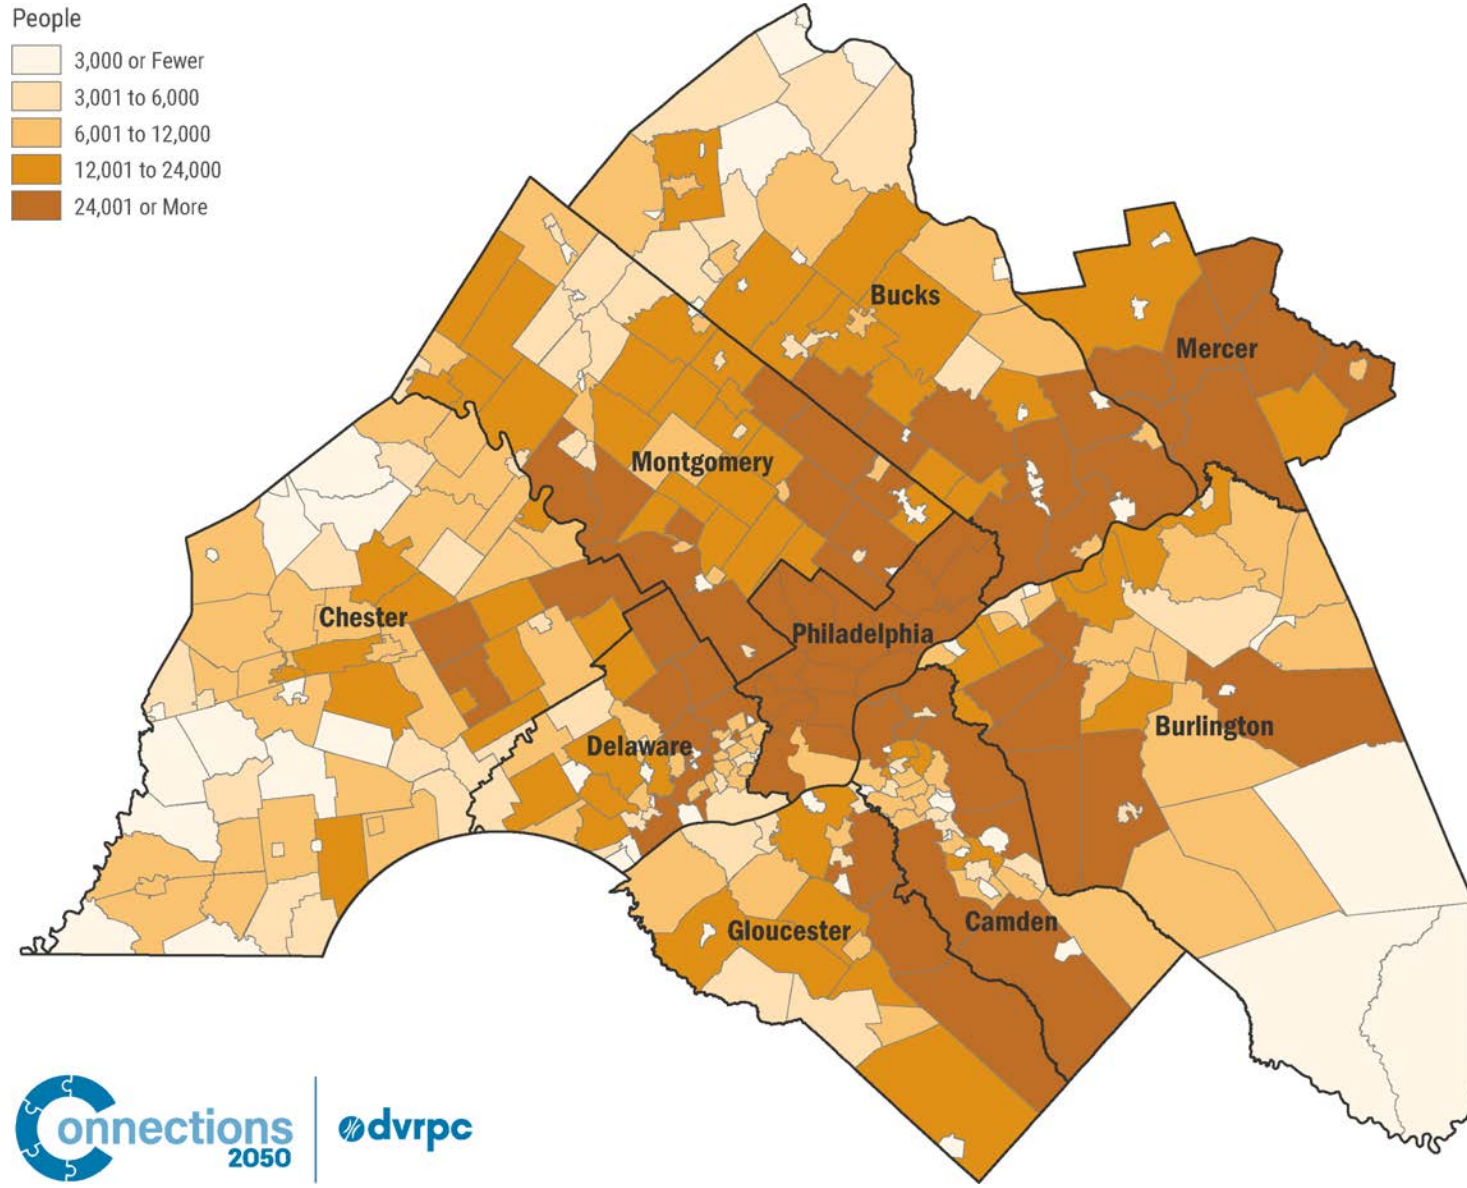 People
3,000 or Fewer
3,001 to 6,000
6,001 to 12,000
12,001 to 24,000
24,001 or More
Bucks
Mercer
Montgomery
Chester
Philadelphia
Burlington
Delaware
Camden
Gloucester
Connections
2050
dvrpc